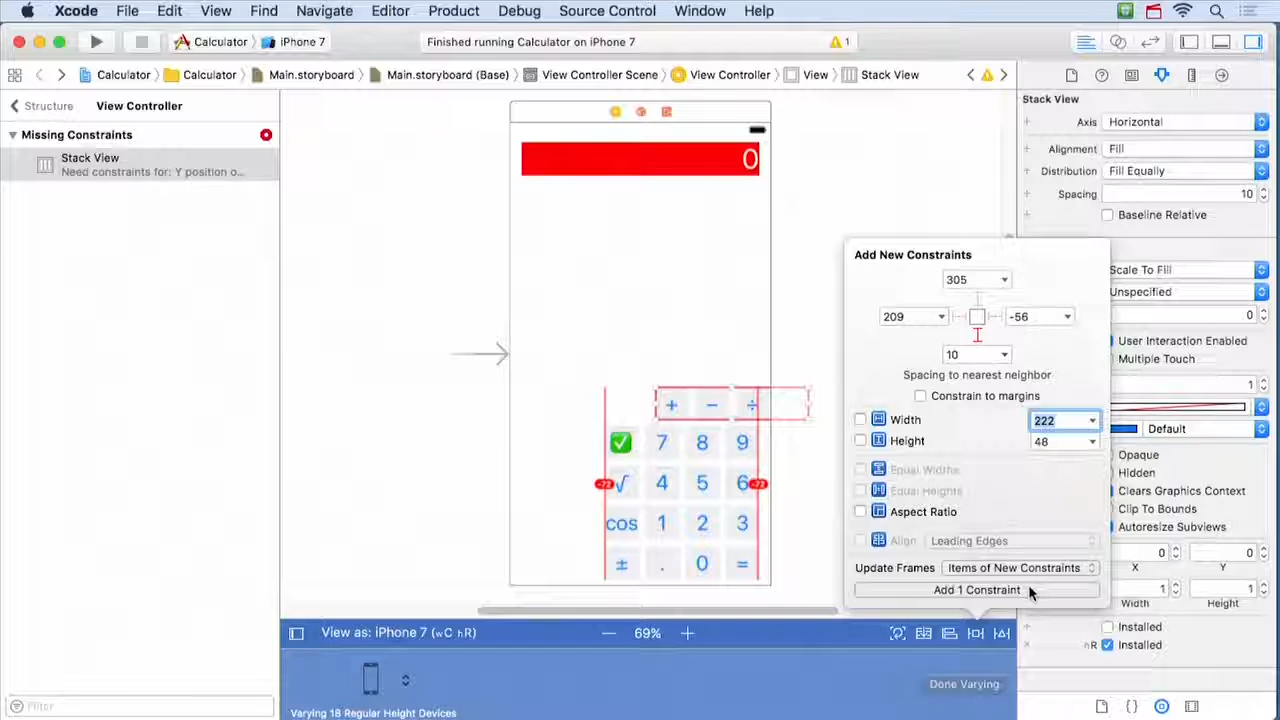 Xcode File Edit View Find Navigate Editor Product Debug Source Control Window Help
Calculator iPhone 7 Finished running Calculator on iPhone 7 1
Calculator Calculator Main.storyboard Main.storyboard (Base) View Controller Scene View Controller View Stack View
Structure View Controller
Missing Constraints
Stack View
Need constraints for: Y position o...
Filter
0
+ − ÷
✅ 7 8 9
√ 4 5 6
-72 -72
cos 1 2 3
± . 0 =
Add New Constraints
305
209 -56
10
Spacing to nearest neighbor
Constrain to margins
Width 222
Height 48
Equal Widths
Equal Heights
Aspect Ratio
Align Leading Edges
Update Frames Items of New Constraints
Add 1 Constraint
View as: iPhone 7 (wC hR) — 69% +
Done Varying
Varying 18 Regular Height Devices
Stack View
Axis Horizontal
Alignment Fill
Distribution Fill Equally
Spacing 10
Baseline Relative
Scale To Fill
Unspecified
0
User Interaction Enabled
Multiple Touch
1
Default
Opaque
Hidden
Clears Graphics Context
Clip To Bounds
Autoresize Subviews
0 0
X Y
1 1
Width Height
Installed
hR Installed
{ }